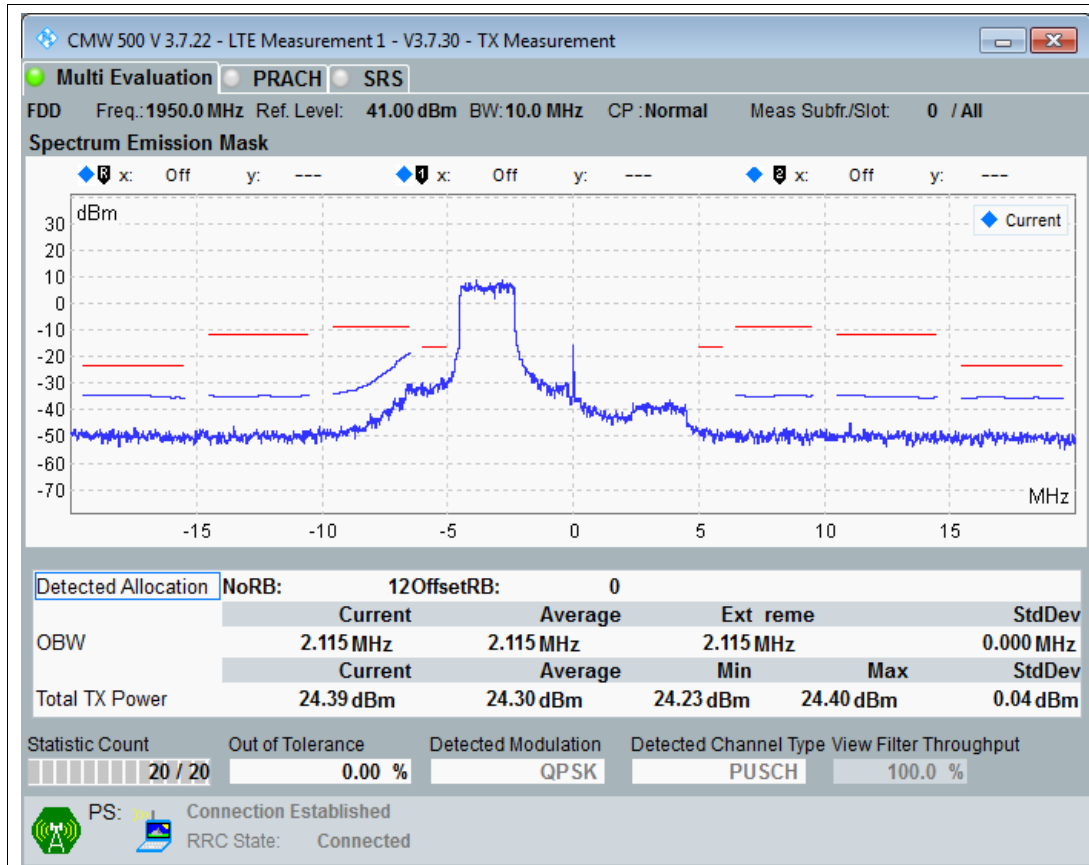 CMW 500 V 3.7.22 - LTE Measurement 1 - V3.7.30 - TX Measurement
Multi Evaluation PRACH SRS
FDD Freq.: 1950.0 MHz Ref. Level: 41.00 dBm BW: 10.0 MHz CP : Normal Meas Subfr./Slot: 0 / All
Spectrum Emission Mask
R x: Off y: --- 1 x: Off y: --- 2 x: Off y: ---
dBm
Current
30
20
10
0
-10
-20
-30
-40
-50
-60
-70
MHz
-15 -10 -5 0 5 10 15
Detected Allocation NoRB: 12 OffsetRB: 0
Current Average Ext reme StdDev
OBW 2.115 MHz 2.115 MHz 2.115 MHz 0.000 MHz
Current Average Min Max StdDev
Total TX Power 24.39 dBm 24.30 dBm 24.23 dBm 24.40 dBm 0.04 dBm
Statistic Count Out of Tolerance Detected Modulation Detected Channel Type View Filter Throughput
20 / 20 0.00 % QPSK PUSCH 100.0 %
PS: Connection Established
RRC State: Connected